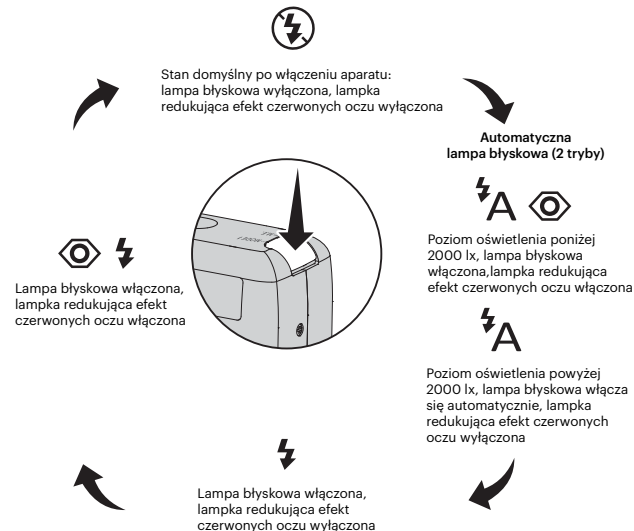 Stan domyślny po włączeniu aparatu:
lampa błyskowa wyłączona, lampka
redukująca efekt czerwonych oczu wyłączona
Automatyczna
lampa błyskowa (2 tryby)
A
Poziom oświetlenia poniżej
2000 lx, lampa błyskowa
włączona,lampka redukująca
efekt czerwonych oczu włączona
A
Poziom oświetlenia powyżej
2000 lx, lampa błyskowa włącza
się automatycznie, lampka
redukująca efekt czerwonych
oczu wyłączona
Lampa błyskowa włączona,
lampka redukująca efekt
czerwonych oczu wyłączona
Lampa błyskowa włączona,
lampka redukująca efekt
czerwonych oczu włączona